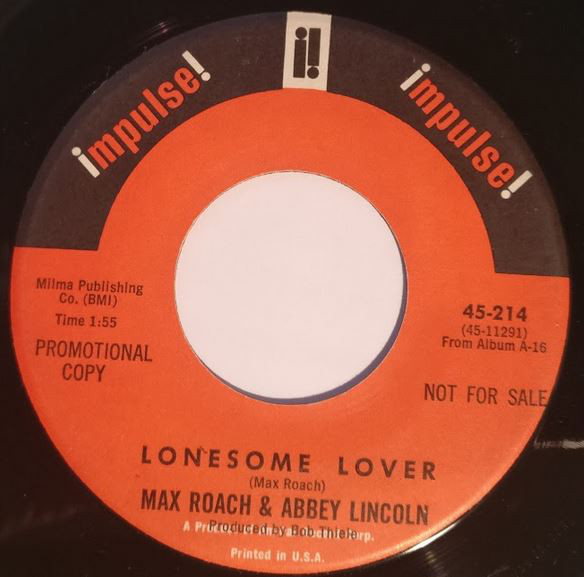 impulse!
i!
impulse!
Milma Publishing
Co. (BMI)
Time 1:55
PROMOTIONAL
COPY
45-214
(45-11291)
From Album A-16
NOT FOR SALE
LONESOME LOVER
(Max Roach)
MAX ROACH & ABBEY LINCOLN
Produced by Bob Thiele
A Corp.
Printed in U.S.A.